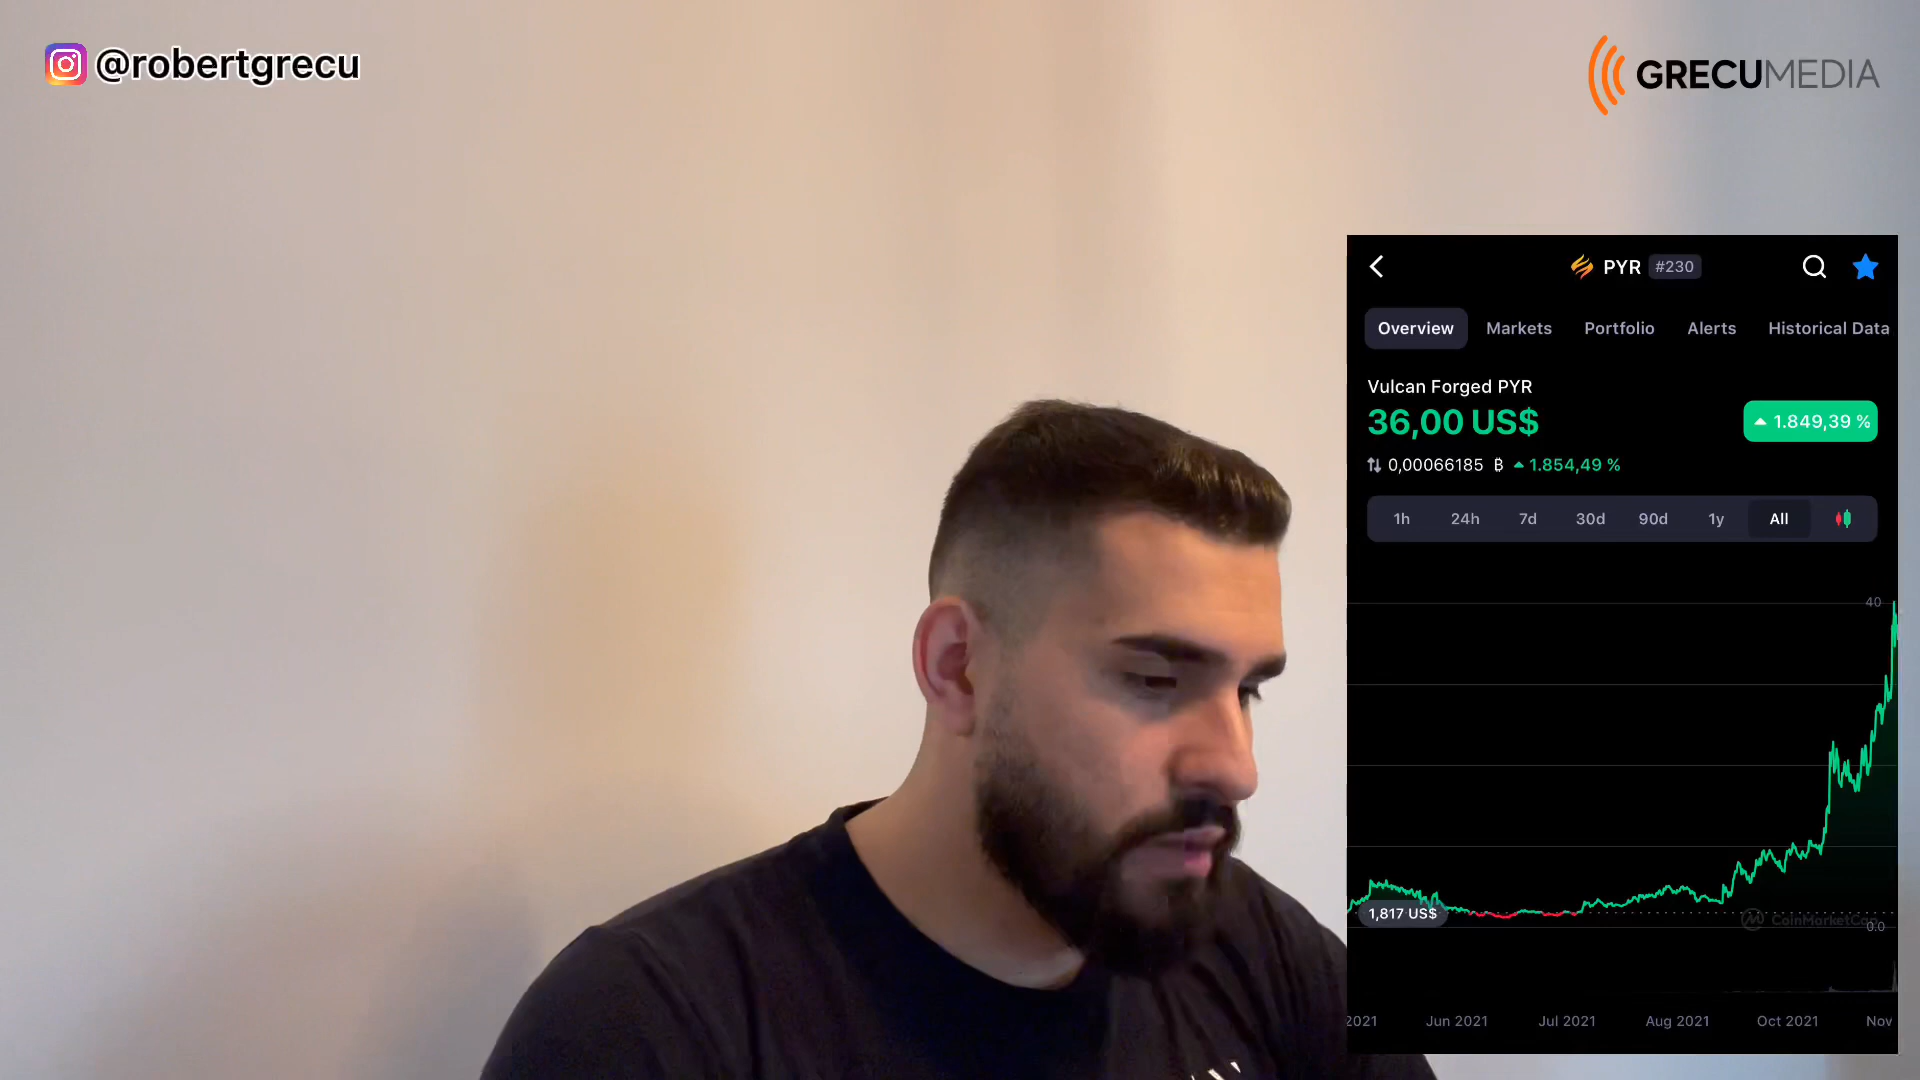 @robertgrecu
GRECUMEDIA
PYR #230
Overview Markets Portfolio Alerts Historical Data
Vulcan Forged PYR
36,00 US$
1.849,39 %
0,00066185 ₿ 1.854,49 %
1h 24h 7d 30d 90d 1y All
40
1,817 US$
CoinMarketCap
0.0
2021 Jun 2021 Jul 2021 Aug 2021 Oct 2021 Nov